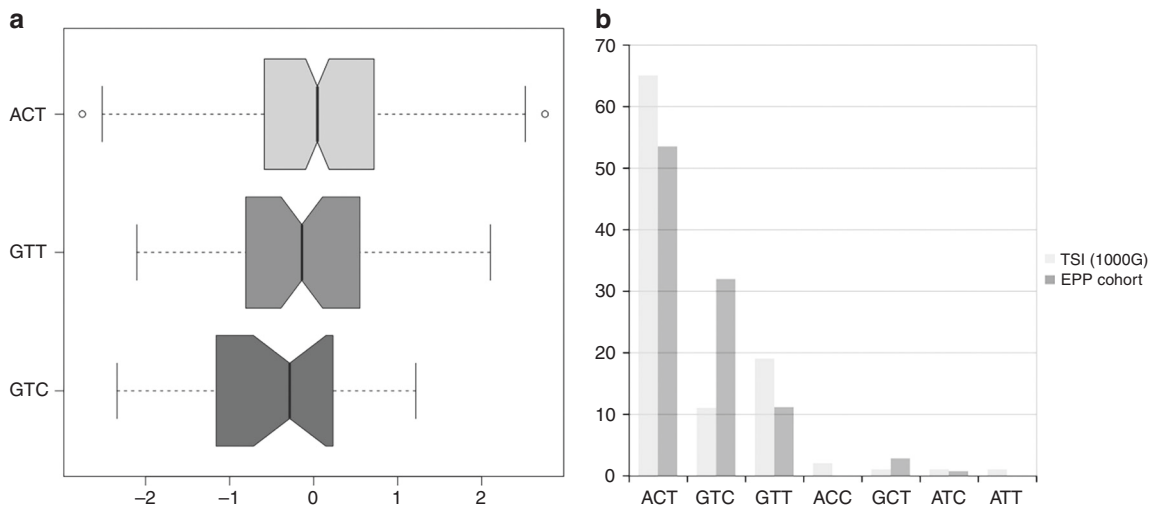 a
ACT
GTT
GTC
–2 –1 0 1 2
b
70
60
50
40
30
20
10
0
ACT GTC GTT ACC GCT ATC ATT
TSI (1000G)
EPP cohort